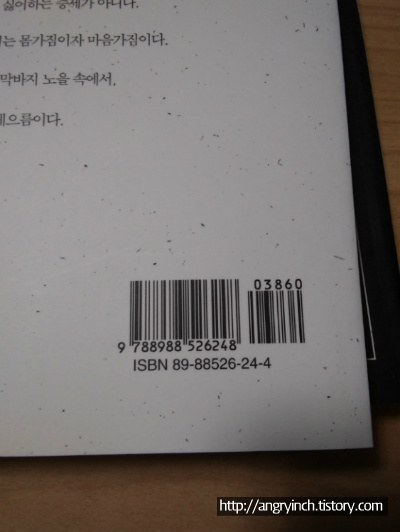 싫어하는 증세가 아니다.
는 몸가짐이자 마음가짐이다.
막바지 노을 속에서,
게으름이다.
03860
9 788988 526248
ISBN 89-88526-24-4
http://angryinch.tistory.com